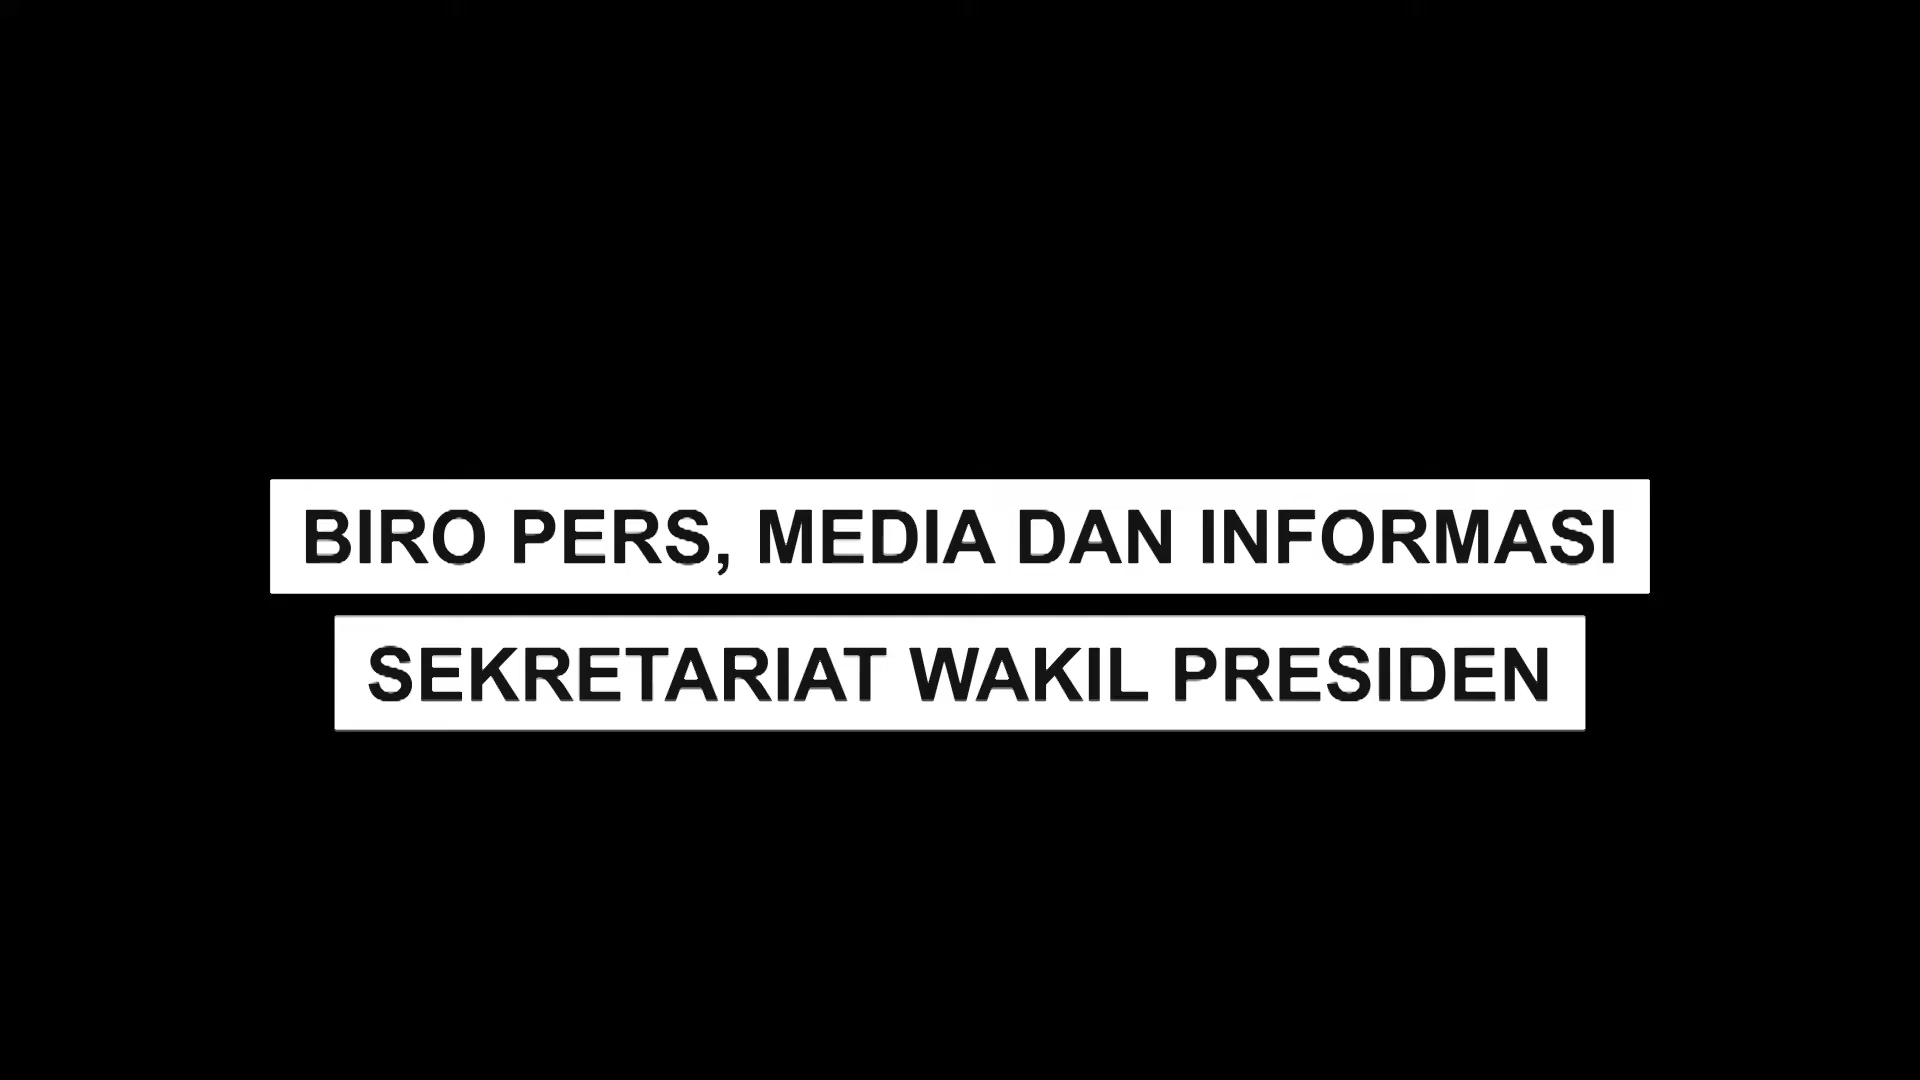 BIRO PERS, MEDIA DAN INFORMASI
SEKRETARIAT WAKIL PRESIDEN